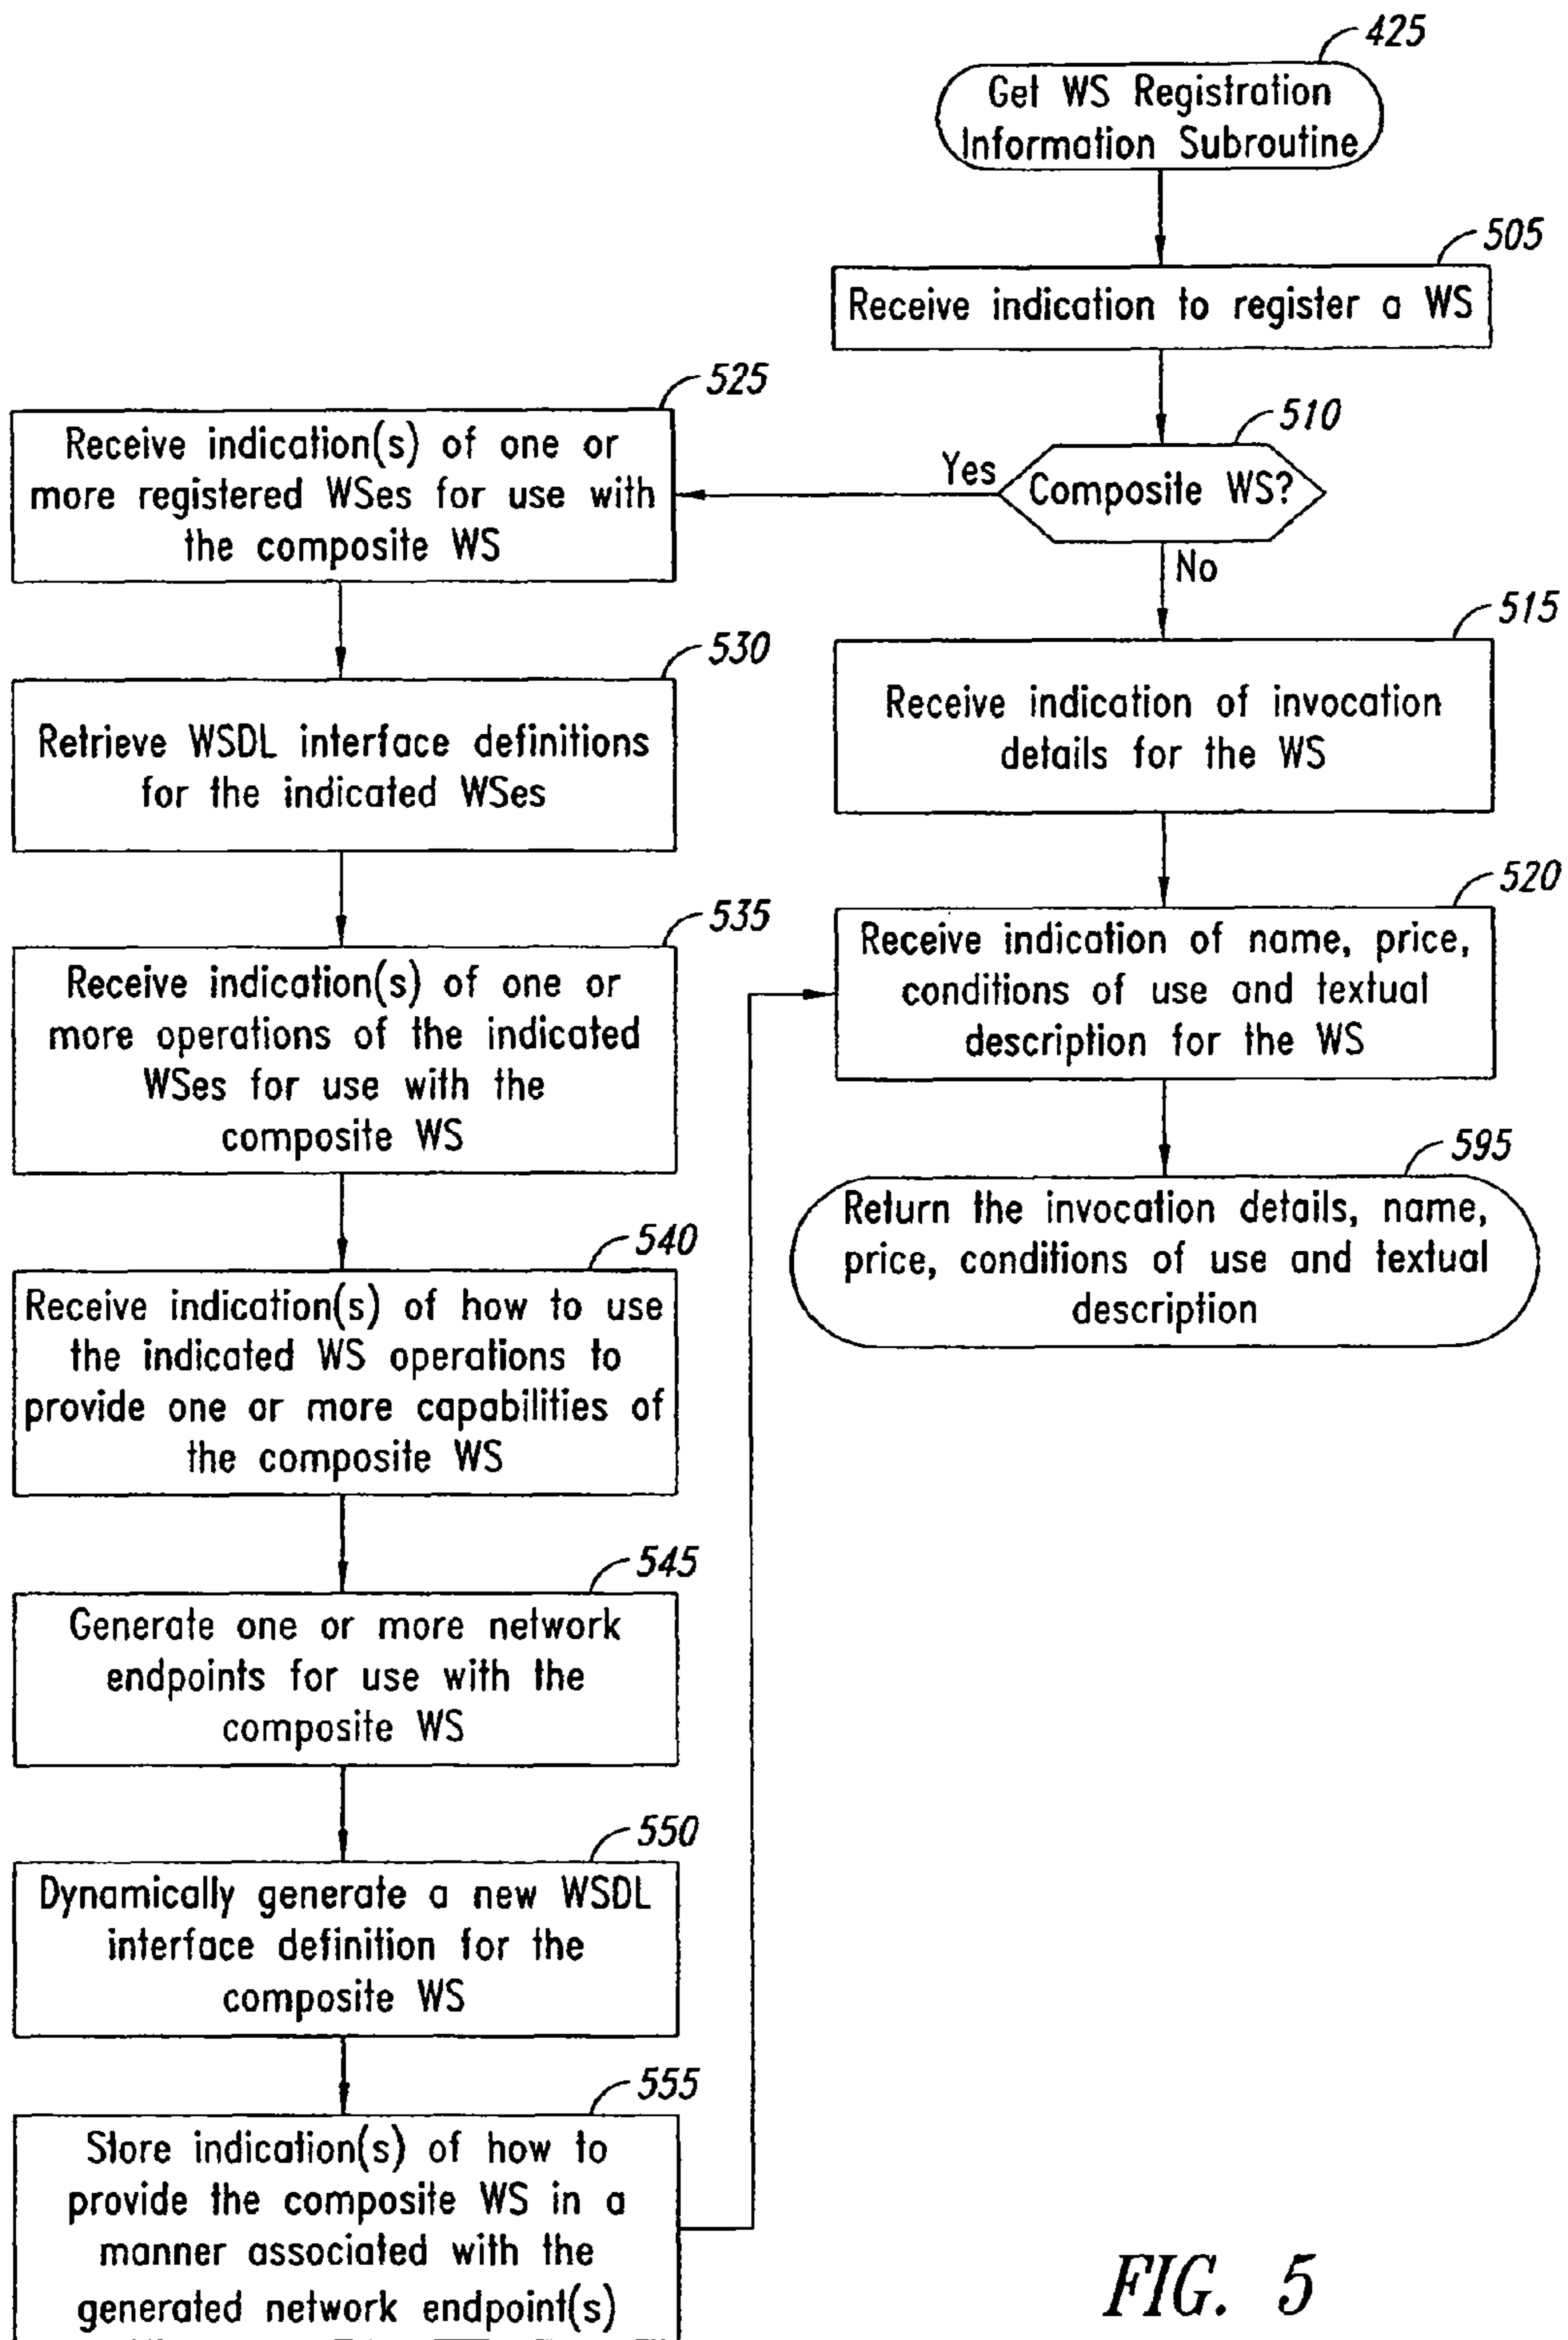 425
Get WS Registration
Information Subroutine
505
Receive indication to register a WS
510
Composite WS?
Yes
No
515
Receive indication of invocation
details for the WS
520
Receive indication of name, price,
conditions of use and textual
description for the WS
595
Return the invocation details, name,
price, conditions of use and textual
description
525
Receive indication(s) of one or
more registered WSes for use with
the composite WS
530
Retrieve WSDL interface definitions
for the indicated WSes
535
Receive indication(s) of one or
more operations of the indicated
WSes for use with the
composite WS
540
Receive indication(s) of how to use
the indicated WS operations to
provide one or more capabilities of
the composite WS
545
Generate one or more network
endpoints for use with the
composite WS
550
Dynamically generate a new WSDL
interface definition for the
composite WS
555
Store indication(s) of how to
provide the composite WS in a
manner associated with the
generated network endpoint(s)
FIG. 5